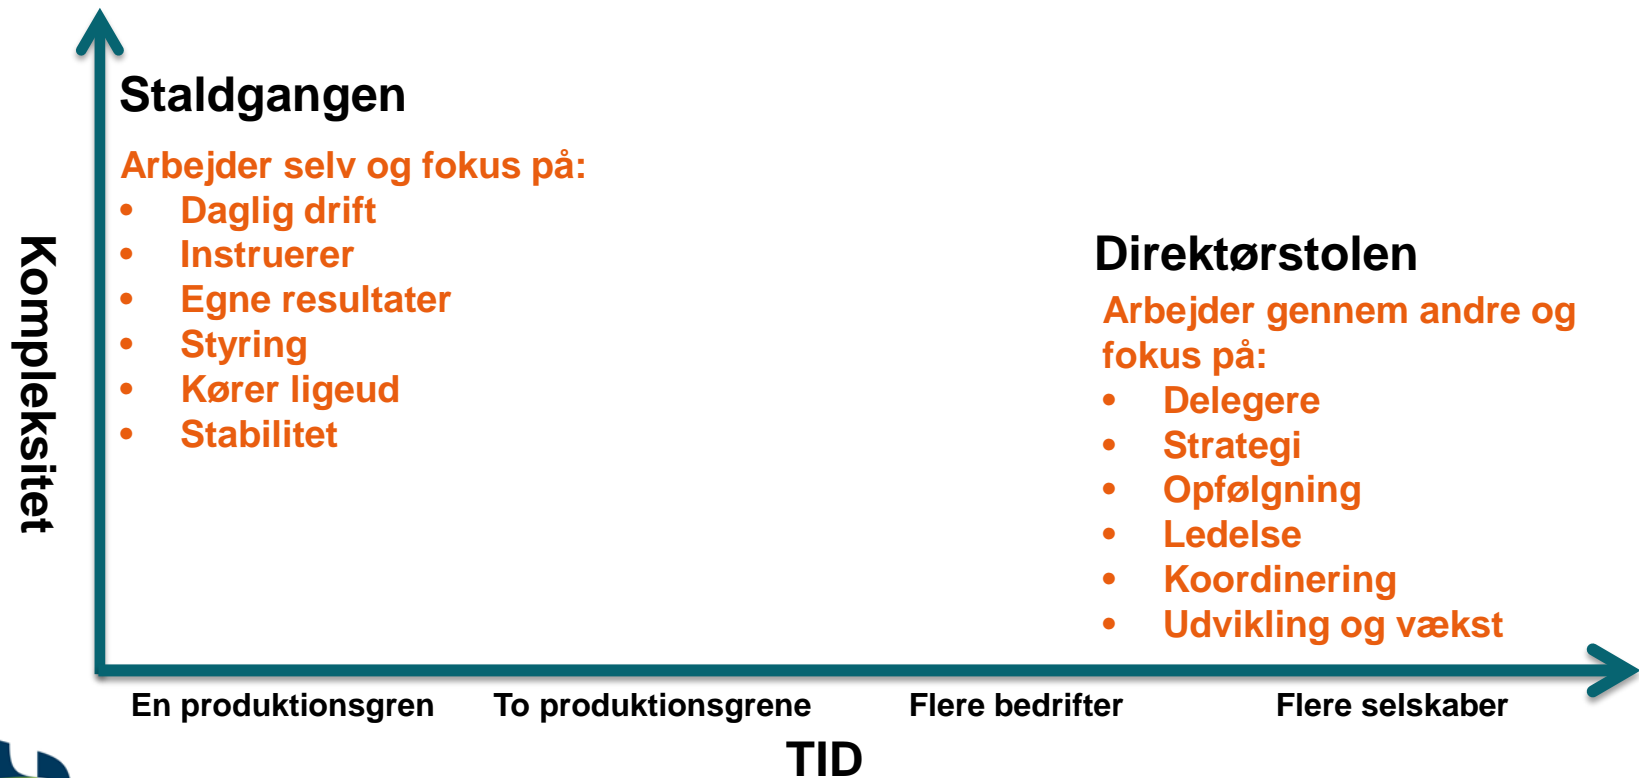 Staldgangen
Arbejder selv og fokus på:
• Daglig drift
• Instruerer
• Egne resultater
• Styring
• Kører ligeud
• Stabilitet
Kompleksitet
Direktørstolen
Arbejder gennem andre og
fokus på:
• Delegere
• Strategi
• Opfølgning
• Ledelse
• Koordinering
• Udvikling og vækst
En produktionsgren
To produktionsgrene
Flere bedrifter
Flere selskaber
TID